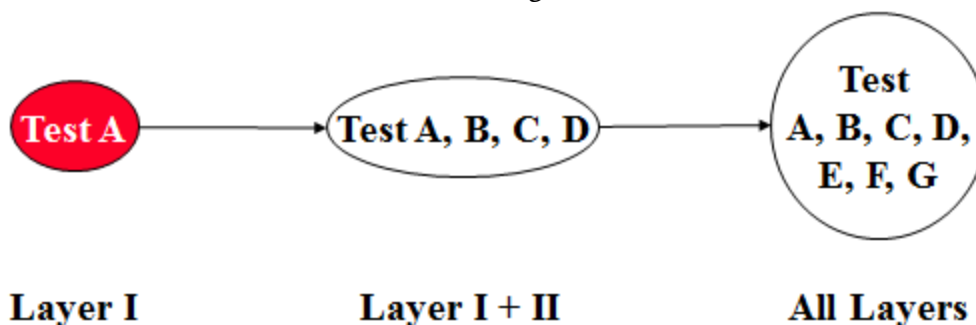 Test A
Test A, B, C, D
Test
A, B, C, D,
E, F, G
Layer I
Layer I + II
All Layers